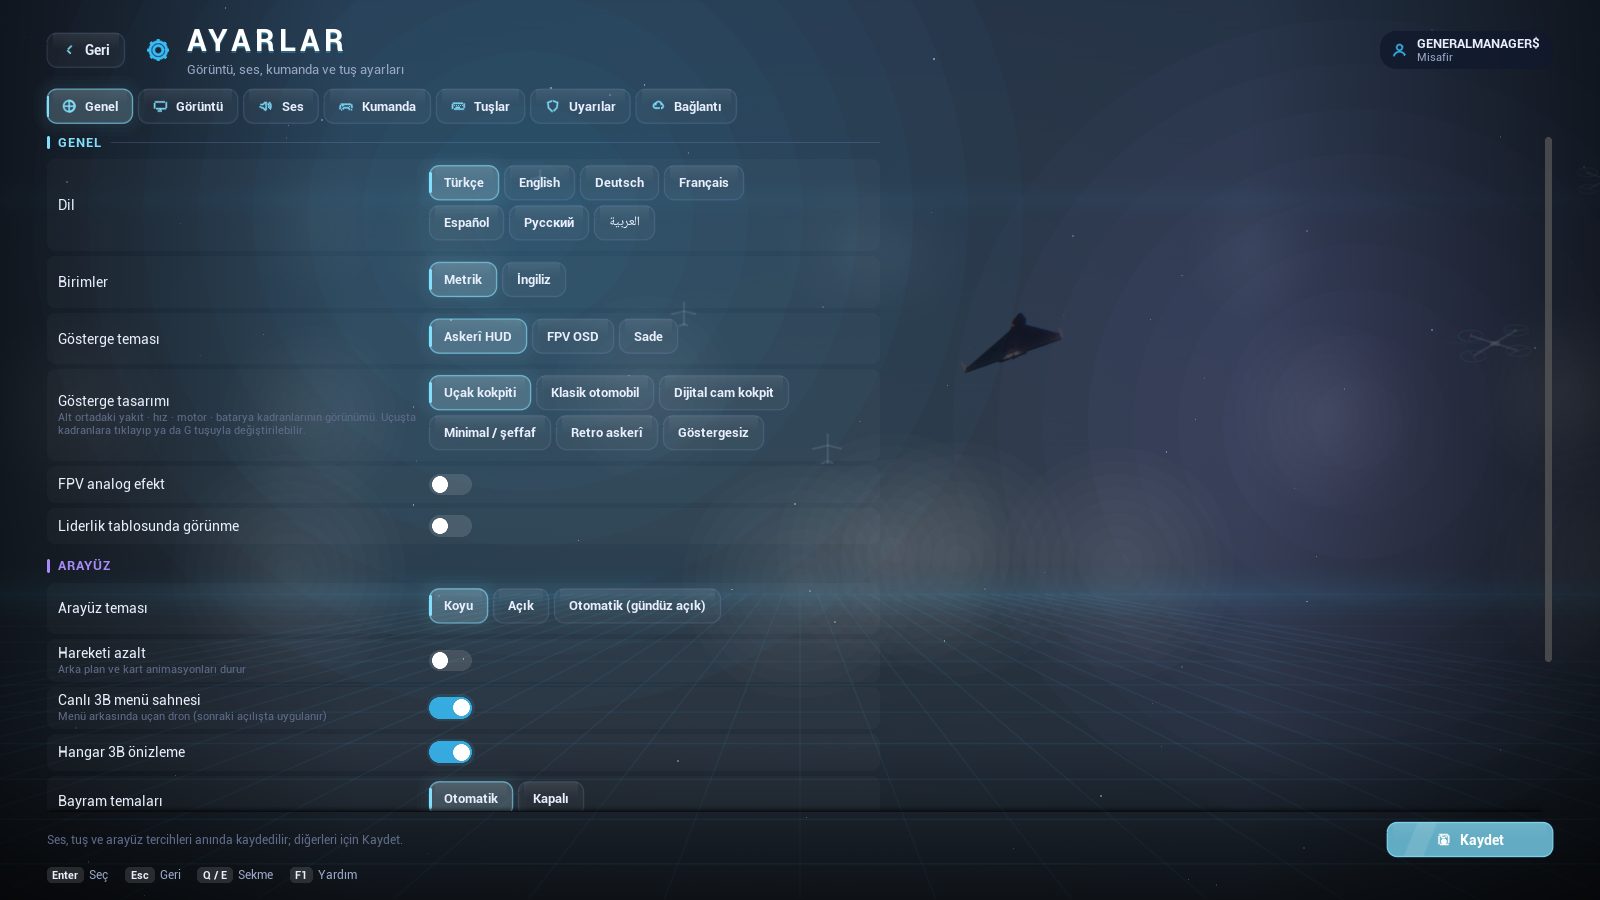 Geri
AYARLAR
Görüntü, ses, kumanda ve tuş ayarları
GENERALMANAGER$
Misafir
Genel
Görüntü
Ses
Kumanda
Tuşlar
Uyarılar
Bağlantı
GENEL
Dil
Türkçe
English
Deutsch
Français
Español
Русский
العربية
Birimler
Metrik
İngiliz
Gösterge teması
Askerî HUD
FPV OSD
Sade
Gösterge tasarımı
Alt ortadaki yakıt · hız · motor · batarya kadranlarının görünümü. Uçuşta
kadranlara tıklayıp ya da G tuşuyla değiştirilebilir.
Uçak kokpiti
Klasik otomobil
Dijital cam kokpit
Minimal / şeffaf
Retro askerî
Göstergesiz
FPV analog efekt
Liderlik tablosunda görünme
ARAYÜZ
Arayüz teması
Koyu
Açık
Otomatik (gündüz açık)
Hareketi azalt
Arka plan ve kart animasyonları durur
Canlı 3B menü sahnesi
Menü arkasında uçan dron (sonraki açılışta uygulanır)
Hangar 3B önizleme
Bayram temaları
Otomatik
Kapalı
Ses, tuş ve arayüz tercihleri anında kaydedilir; diğerleri için Kaydet.
Kaydet
Enter Seç
Esc Geri
Q / E Sekme
F1 Yardım